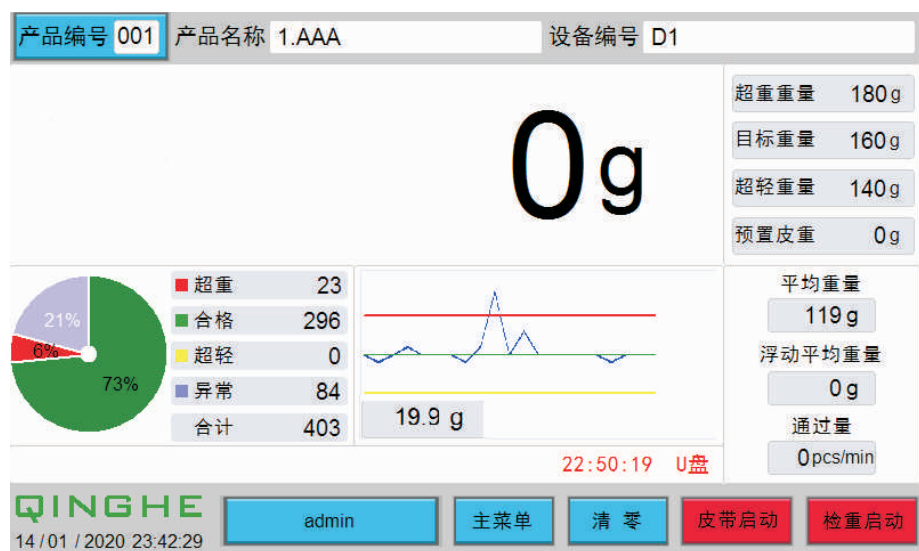 产品编号 001 产品名称 1.AAA 设备编号 D1
0g
超重重量 180g
目标重量 160g
超轻重量 140g
预置皮重 0g
21%
6%
73%
超重 23
合格 296
超轻 0
异常 84
合计 403
19.9 g
平均重量
119 g
浮动平均重量
0g
通过量
0pcs/min
22:50:19 U盘
QINGHE
14/01 / 2020 23:42:29
admin 主菜单 清 零 皮带启动 检重启动